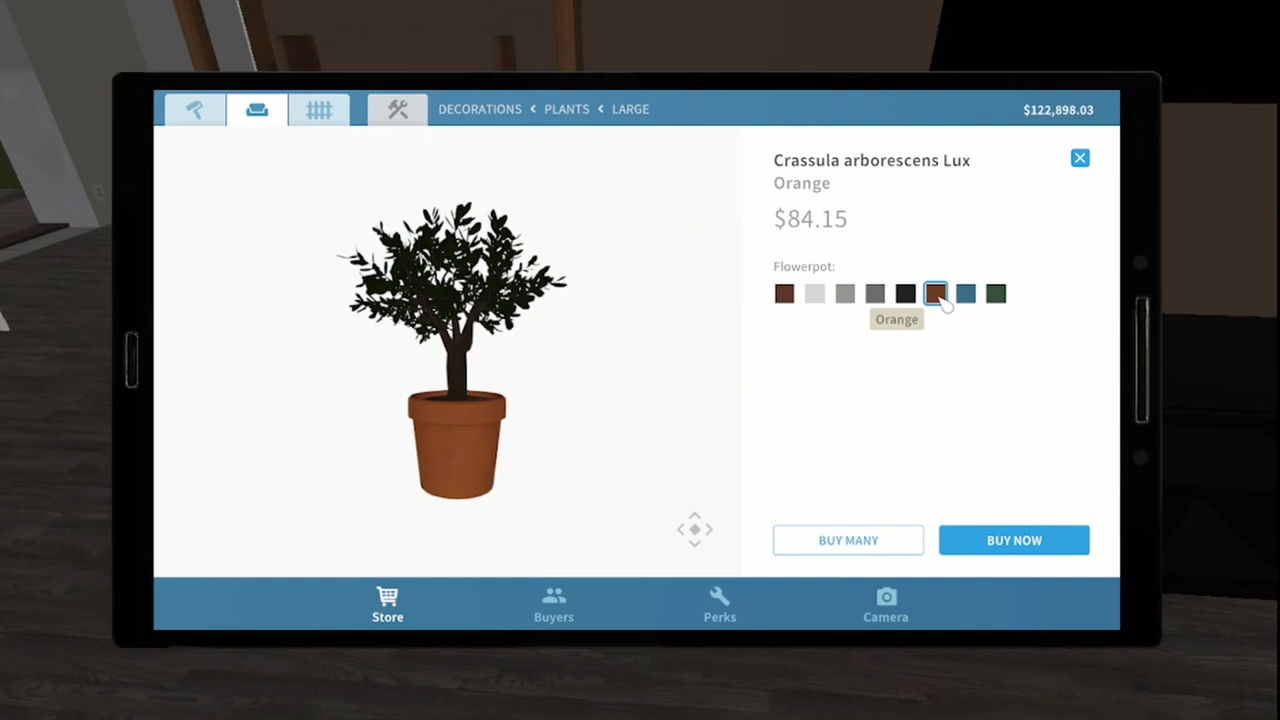 DECORATIONS < PLANTS < LARGE
$122,898.03
Crassula arborescens Lux
Orange
$84.15
Flowerpot:
Orange
BUY MANY
BUY NOW
Store
Buyers
Perks
Camera